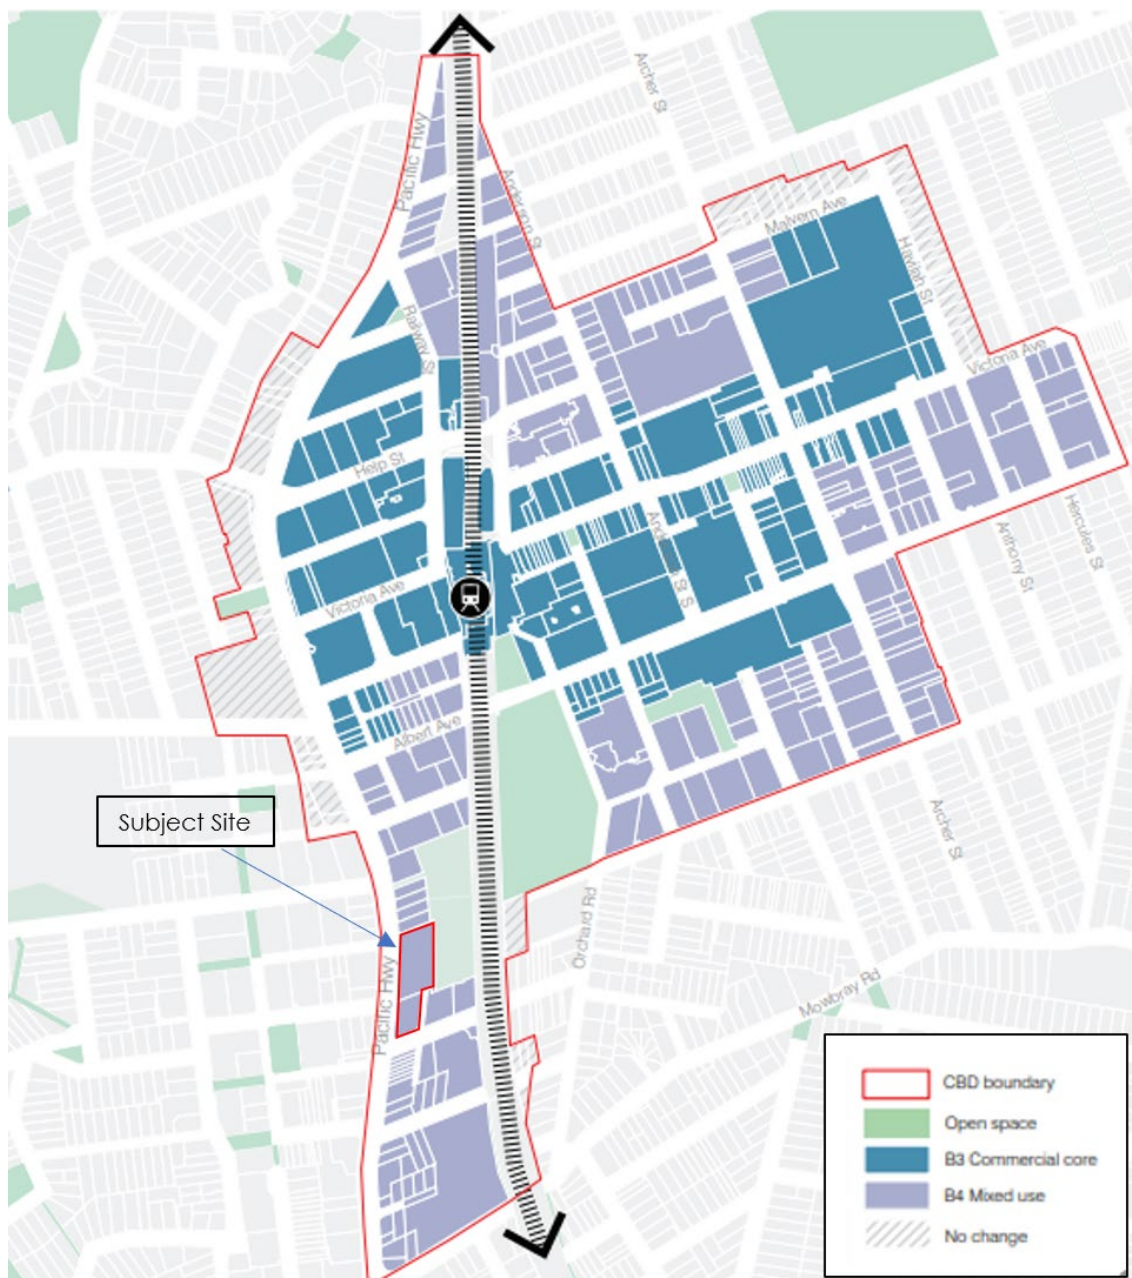 Archer St
Pacific Hwy
Anderson St
Malvern Ave
Havilah St
Railway St
Victoria Ave
Help St
Hercules St
Anthony St
Victoria Ave
Albert Ave
Subject Site
Archer St
Orchard Rd
Pacific Hwy
Mowbray Rd
CBD boundary
Open space
B3 Commercial core
B4 Mixed use
No change